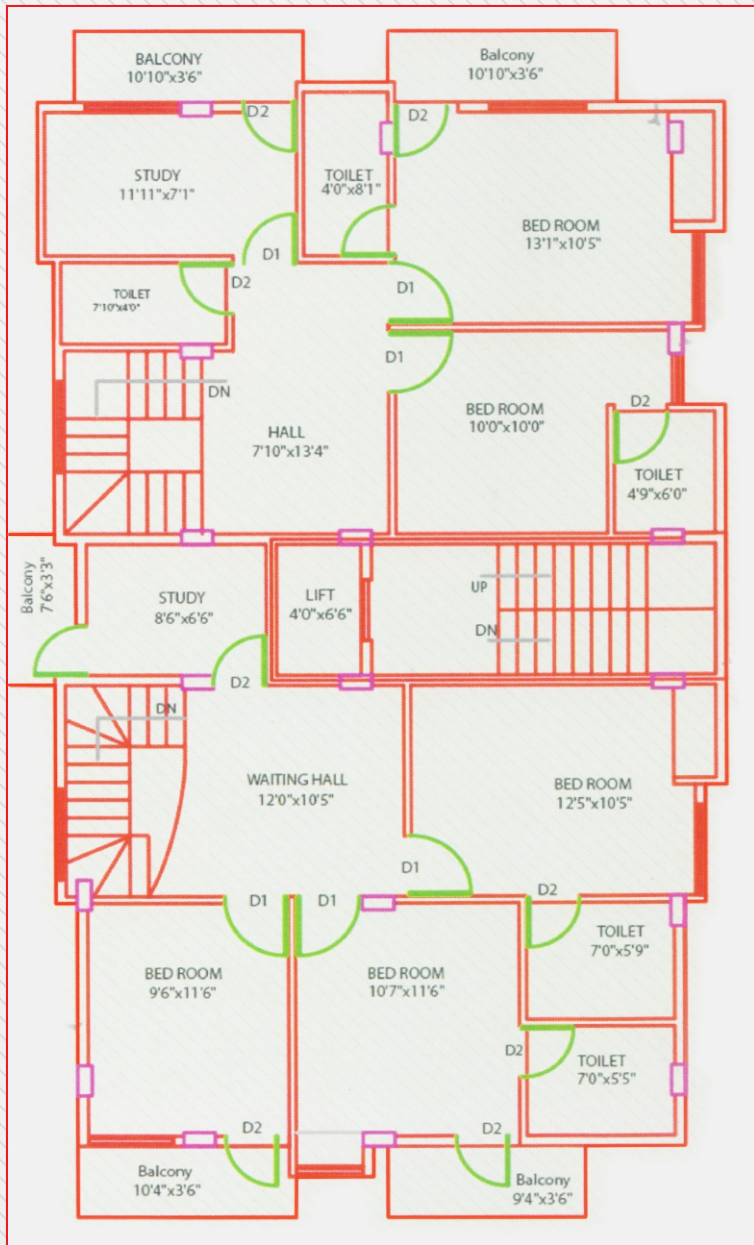 BALCONY
10'10"x3'6"
Balcony
10'10"x3'6"
D2
D2
STUDY
11'11"x7'1"
TOILET
4'0"x8'1"
BED ROOM
13'1"x10'5"
D1
D2
TOILET
7'10"x4'0"
D1
D1
DN
BED ROOM
10'0"x10'0"
D2
HALL
7'10"x13'4"
TOILET
4'9"x6'0"
Balcony
7'6"x3'3"
STUDY
8'6"x6'6"
LIFT
4'0"x6'6"
UP
DN
D2
DN
WAITING HALL
12'0"x10'5"
BED ROOM
12'5"x10'5"
D1
D1
D1
D2
TOILET
7'0"x5'9"
BED ROOM
9'6"x11'6"
BED ROOM
10'7"x11'6"
D2
TOILET
7'0"x5'5"
D2
D2
Balcony
10'4"x3'6"
Balcony
9'4"x3'6"